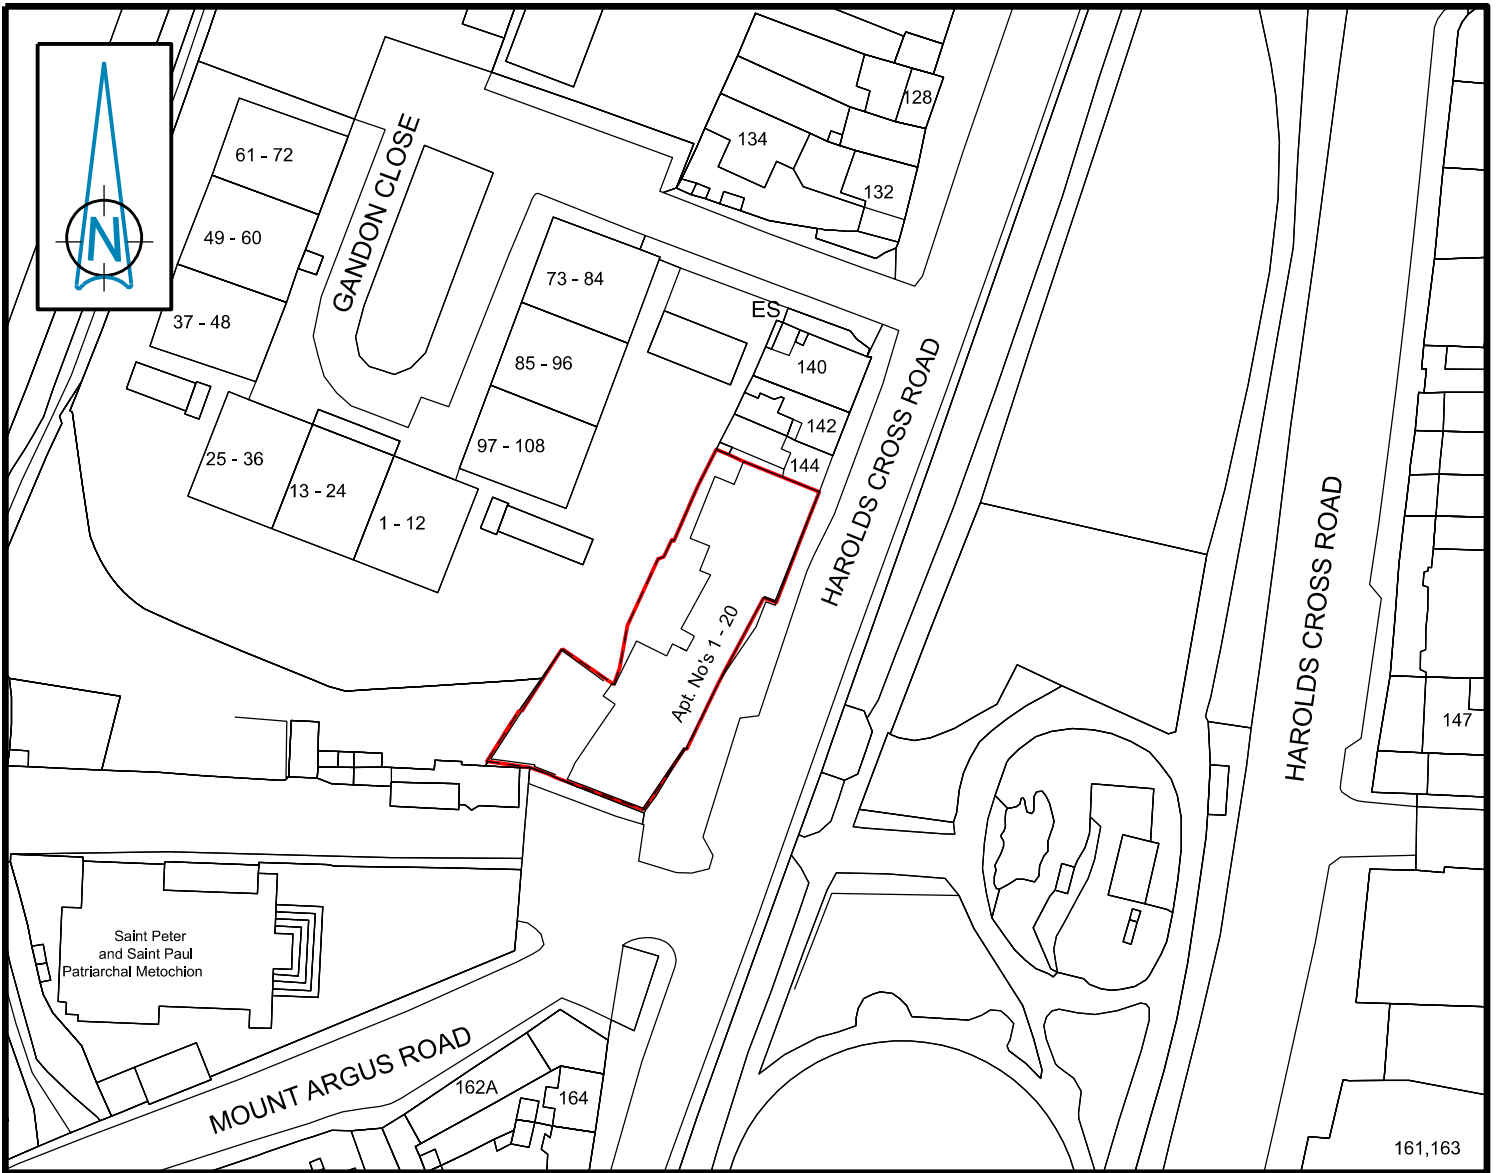 N
61 - 72
49 - 60
37 - 48
GANDON CLOSE
73 - 84
85 - 96
97 - 108
25 - 36
13 - 24
1 - 12
128
134
132
ES
140
142
144
HAROLDS CROSS ROAD
Apt. No's 1 - 20
HAROLDS CROSS ROAD
147
Saint Peter
and Saint Paul
Patriarchal Metochion
MOUNT ARGUS ROAD
162A
164
161,163